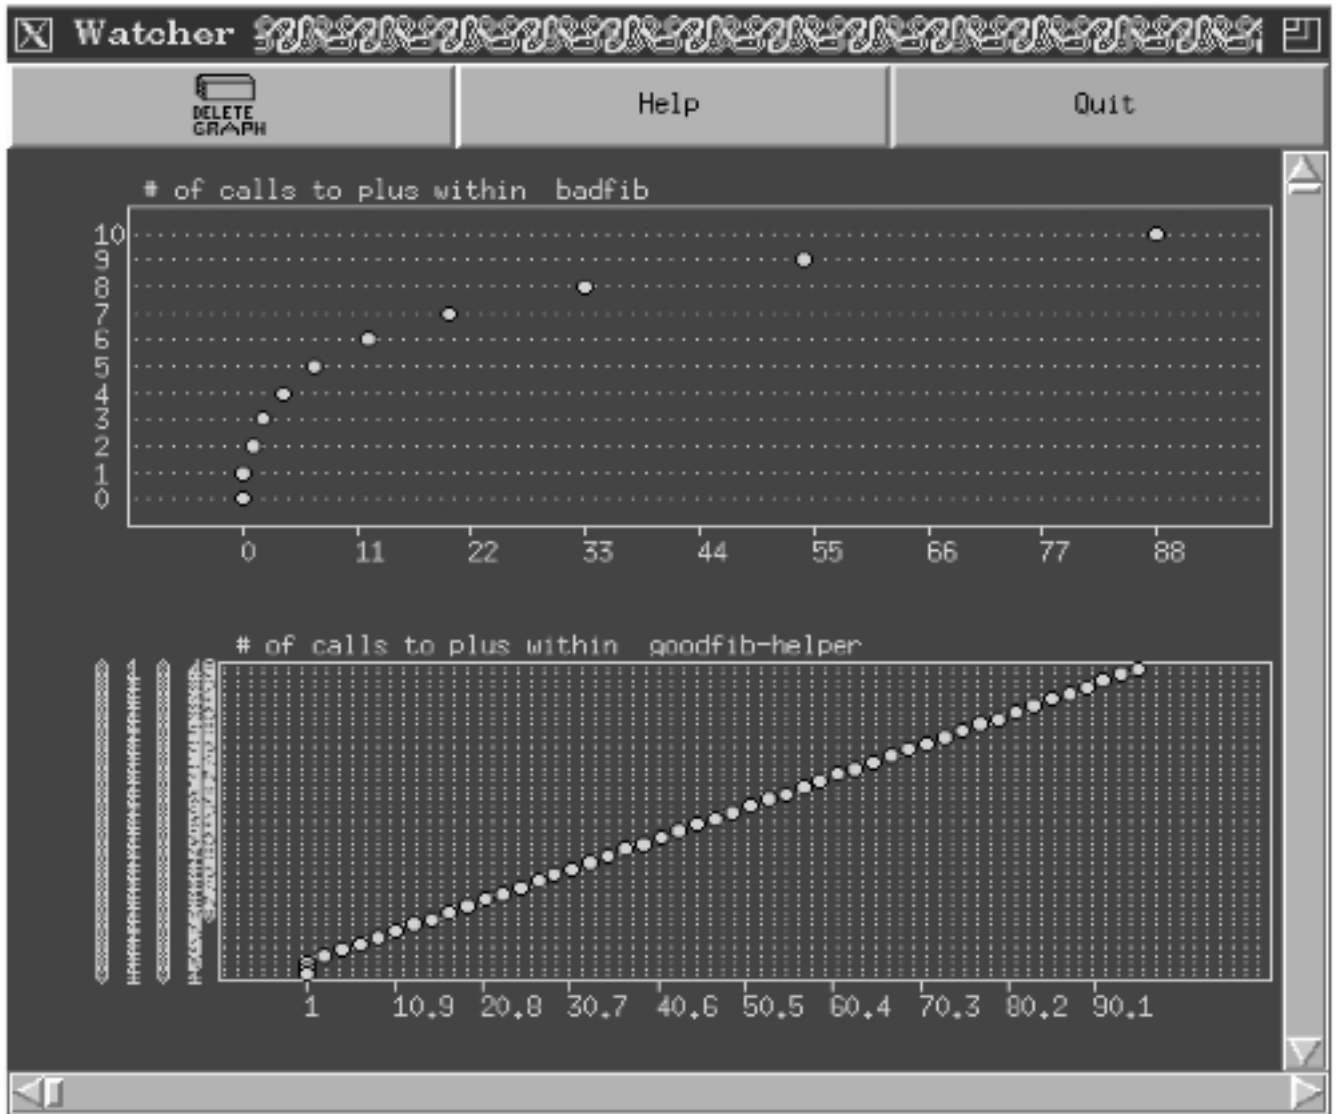 X Watcher
DELETE
GRAPH
Help
Quit
# of calls to plus within badfib
10
9
8
7
6
5
4
3
2
1
0
0 11 22 33 44 55 66 77 88
# of calls to plus within goodfib-helper
1 10.9 20.8 30.7 40.6 50.5 60.4 70.3 80.2 90.1